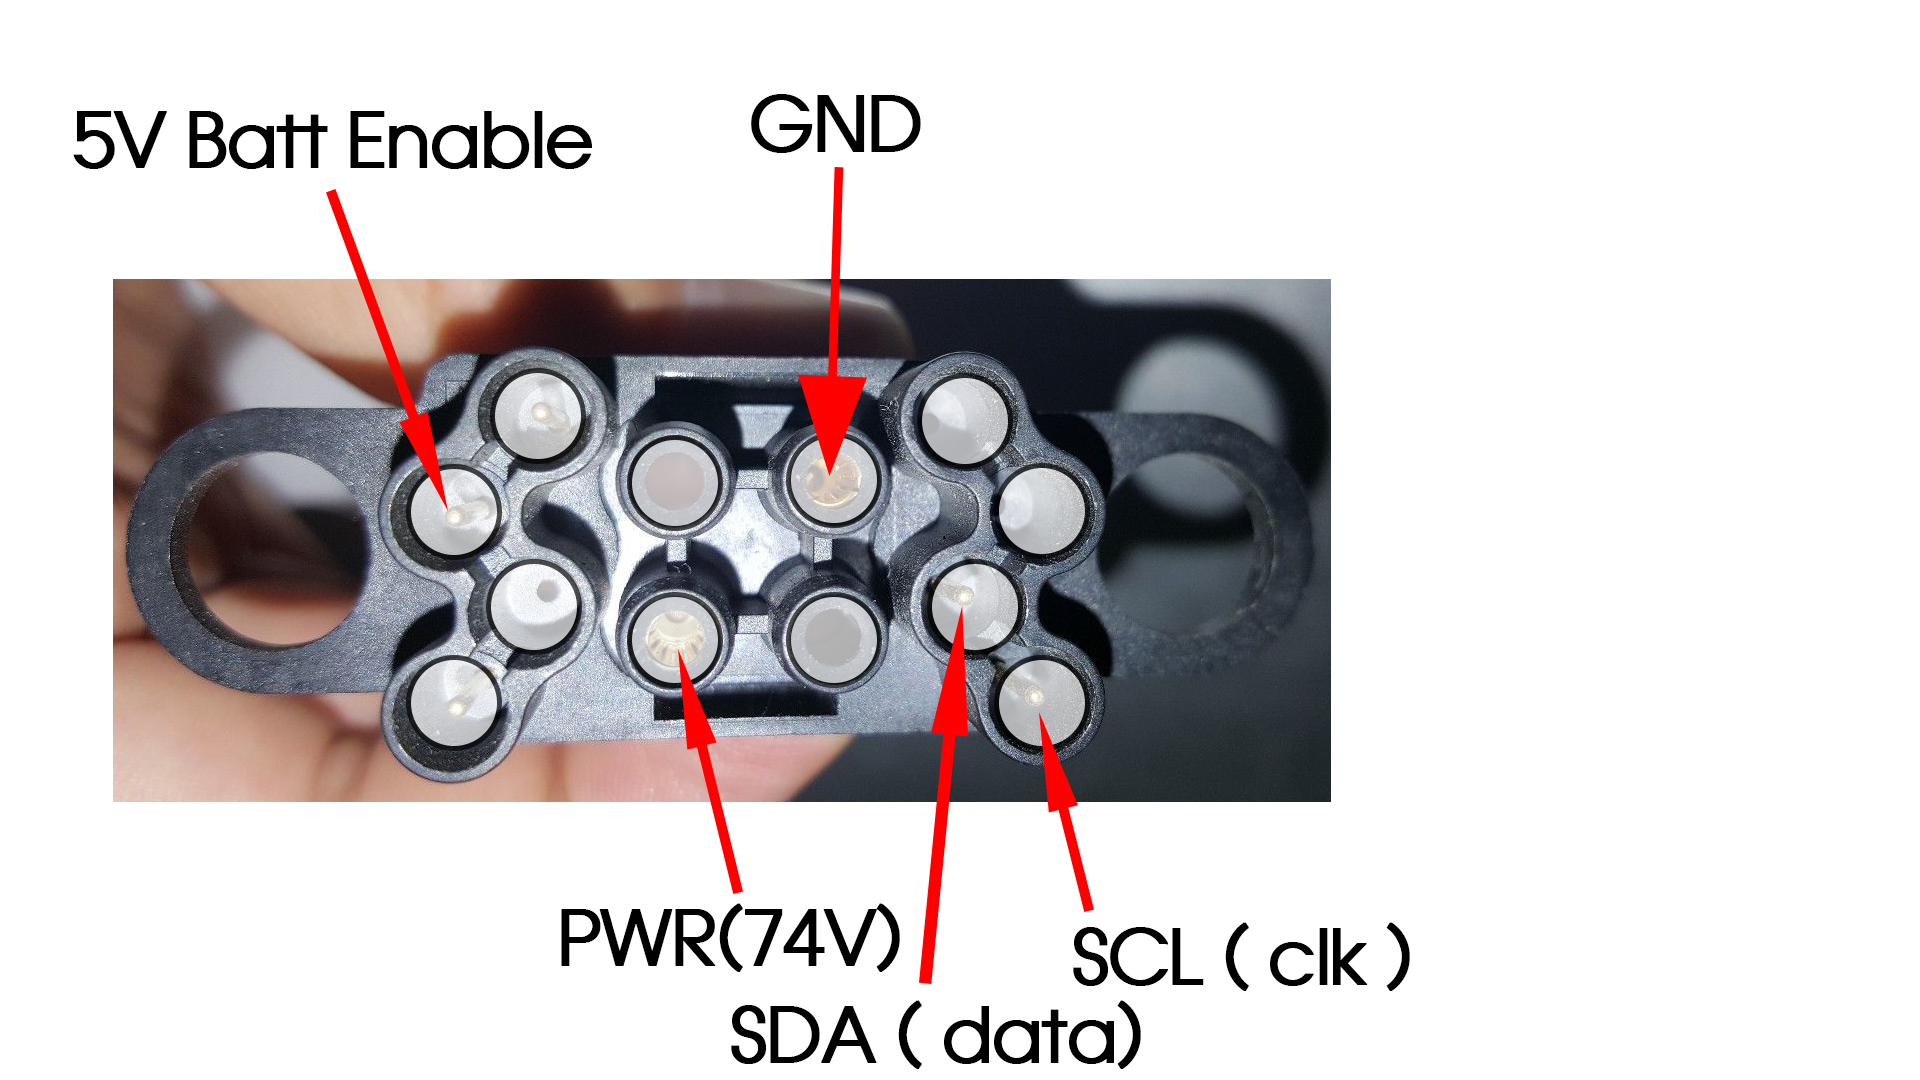 5V Batt Enable
GND
PWR(74V)
SCL ( clk )
SDA ( data)